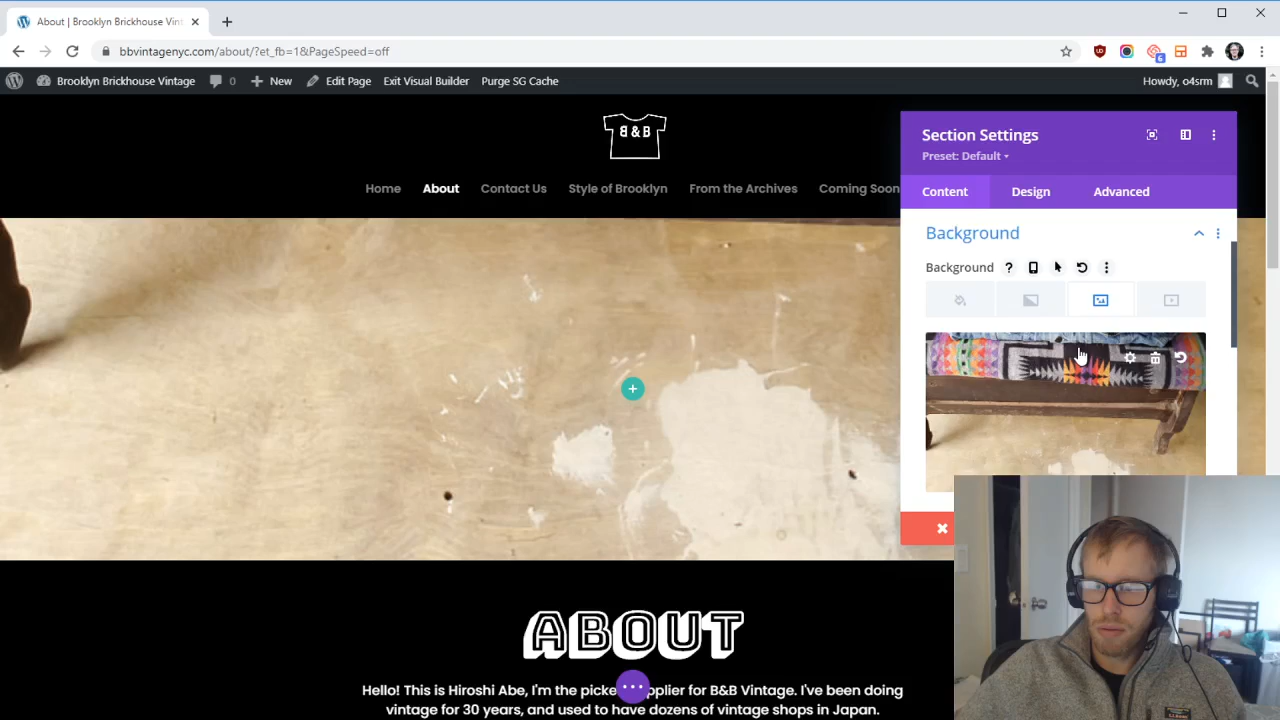 About | Brooklyn Brickhouse Vint
bbvintagenyc.com/about/?et_fb=1&PageSpeed=off
6
Brooklyn Brickhouse Vintage
0
New
Edit Page
Exit Visual Builder
Purge SG Cache
Howdy, o4srm
B&B
Home
About
Contact Us
Style of Brooklyn
From the Archives
Coming Soon
Section Settings
Preset: Default
Content
Design
Advanced
Background
Background
ABOUT
Hello! This is Hiroshi Abe, I'm the picke pplier for B&B Vintage. I've been doing
vintage for 30 years, and used to have dozens of vintage shops in Japan.